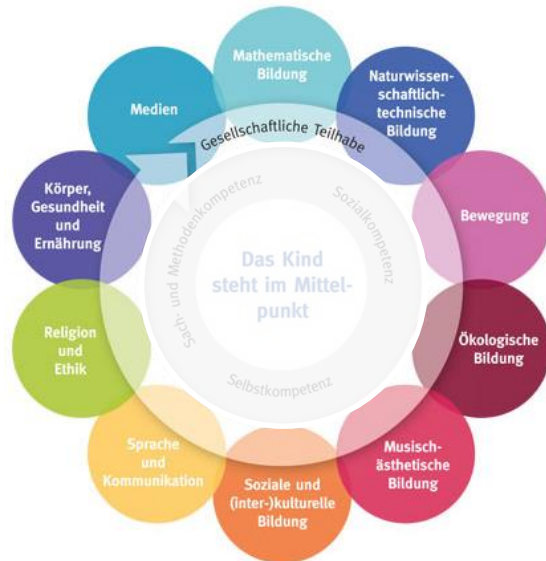 Mathematische
Bildung
Naturwissen-
schaftlich-
technische
Bildung
Bewegung
Ökologische
Bildung
Musisch-
ästhetische
Bildung
Soziale und
(inter-)kulturelle
Bildung
Sprache
und
Kommunikation
Religion
und
Ethik
Körper,
Gesundheit
und
Ernährung
Medien
Gesellschaftliche Teilhabe
Sach- und Methodenkompetenz
Sozialkompetenz
Selbstkompetenz
Das Kind
steht im Mittel-
punkt